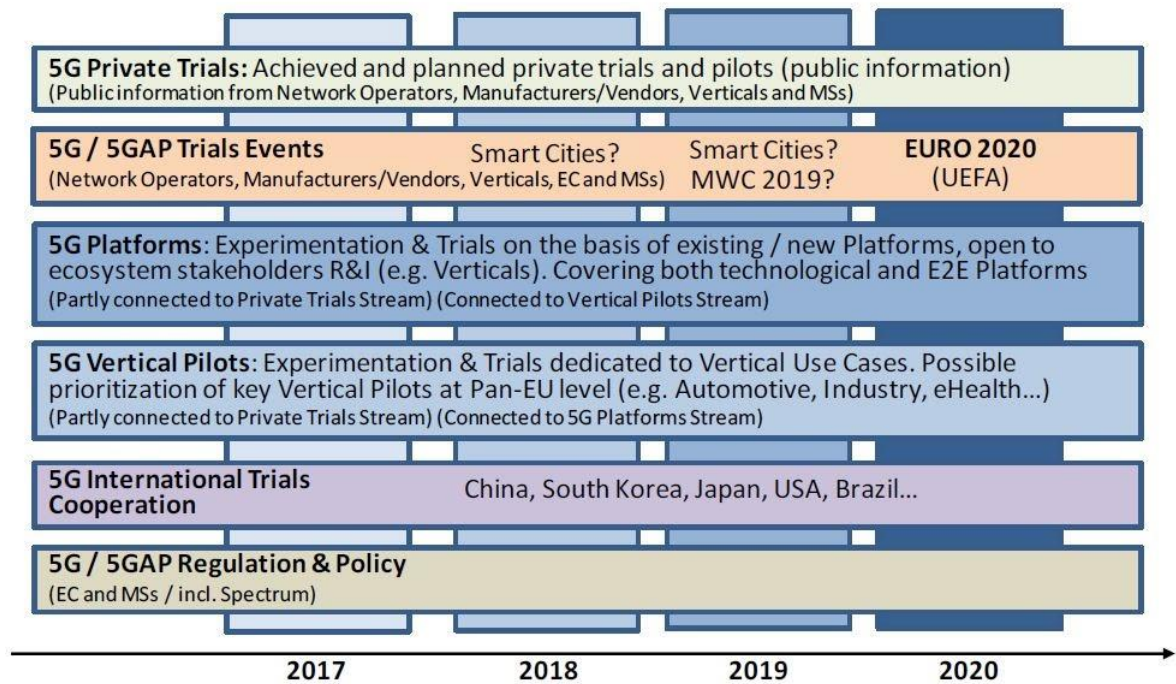 5G Private Trials: Achieved and planned private trials and pilots (public information)
(Public information from Network Operators, Manufacturers/Vendors, Verticals and MSs)
5G / 5GAP Trials Events
(Network Operators, Manufacturers/Vendors, Verticals, EC and MSs)
Smart Cities?
Smart Cities?
MWC 2019?
EURO 2020
(UEFA)
5G Platforms: Experimentation & Trials on the basis of existing / new Platforms, open to
ecosystem stakeholders R&I (e.g. Verticals). Covering both technological and E2E Platforms
(Partly connected to Private Trials Stream) (Connected to Vertical Pilots Stream)
5G Vertical Pilots: Experimentation & Trials dedicated to Vertical Use Cases. Possible
prioritization of key Vertical Pilots at Pan-EU level (e.g. Automotive, Industry, eHealth...)
(Partly connected to Private Trials Stream) (Connected to 5G Platforms Stream)
5G International Trials
Cooperation
China, South Korea, Japan, USA, Brazil...
5G / 5GAP Regulation & Policy
(EC and MSs / incl. Spectrum)
2017 2018 2019 2020